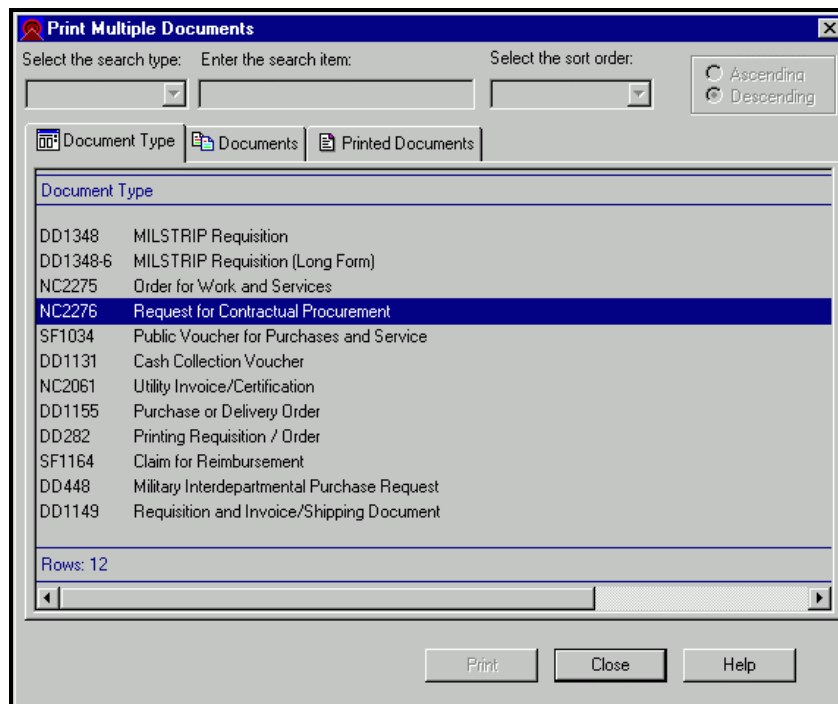 Print Multiple Documents
Select the search type: Enter the search item: Select the sort order:
Ascending
Descending
Document Type Documents Printed Documents
Document Type
DD1348 MILSTRIP Requisition
DD1348-6 MILSTRIP Requisition (Long Form)
NC2275 Order for Work and Services
NC2276 Request for Contractual Procurement
SF1034 Public Voucher for Purchases and Service
DD1131 Cash Collection Voucher
NC2061 Utility Invoice/Certification
DD1155 Purchase or Delivery Order
DD282 Printing Requisition / Order
SF1164 Claim for Reimbursement
DD448 Military Interdepartmental Purchase Request
DD1149 Requisition and Invoice/Shipping Document
Rows: 12
Print Close Help